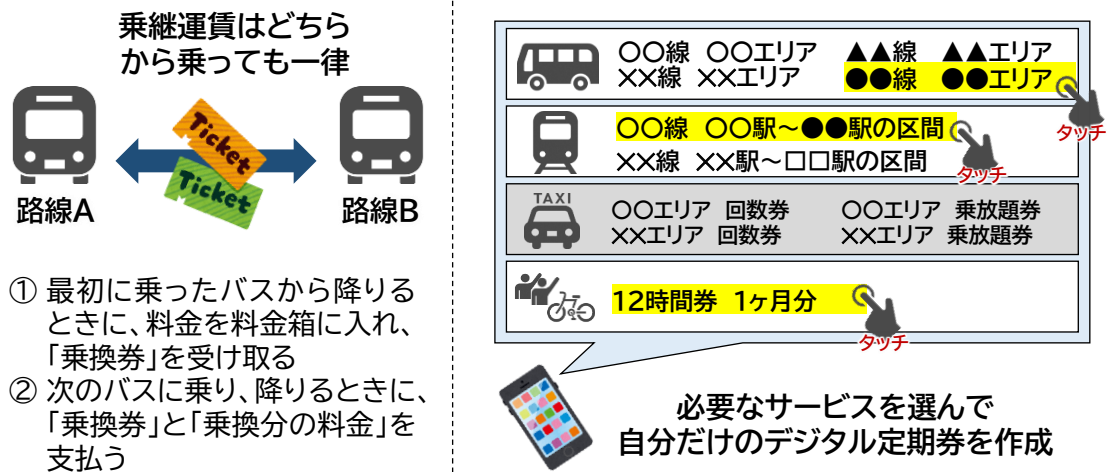 乗継運賃はどちら
から乗っても一律
Ticket
Ticket
路線A
路線B
① 最初に乗ったバスから降りる
ときに、料金を料金箱に入れ、
「乗換券」を受け取る
② 次のバスに乗り、降りるときに、
「乗換券」と「乗換分の料金」を
支払う
〇〇線 〇〇エリア ▲▲線 ▲▲エリア
××線 ××エリア ●●線 ●●エリア
タッチ
〇〇線 〇〇駅～●●駅の区間
××線 ××駅～□□駅の区間
タッチ
TAXI
〇〇エリア 回数券 〇〇エリア 乗放題券
××エリア 回数券 ××エリア 乗放題券
12時間券 1ヶ月分
タッチ
必要なサービスを選んで
自分だけのデジタル定期券を作成